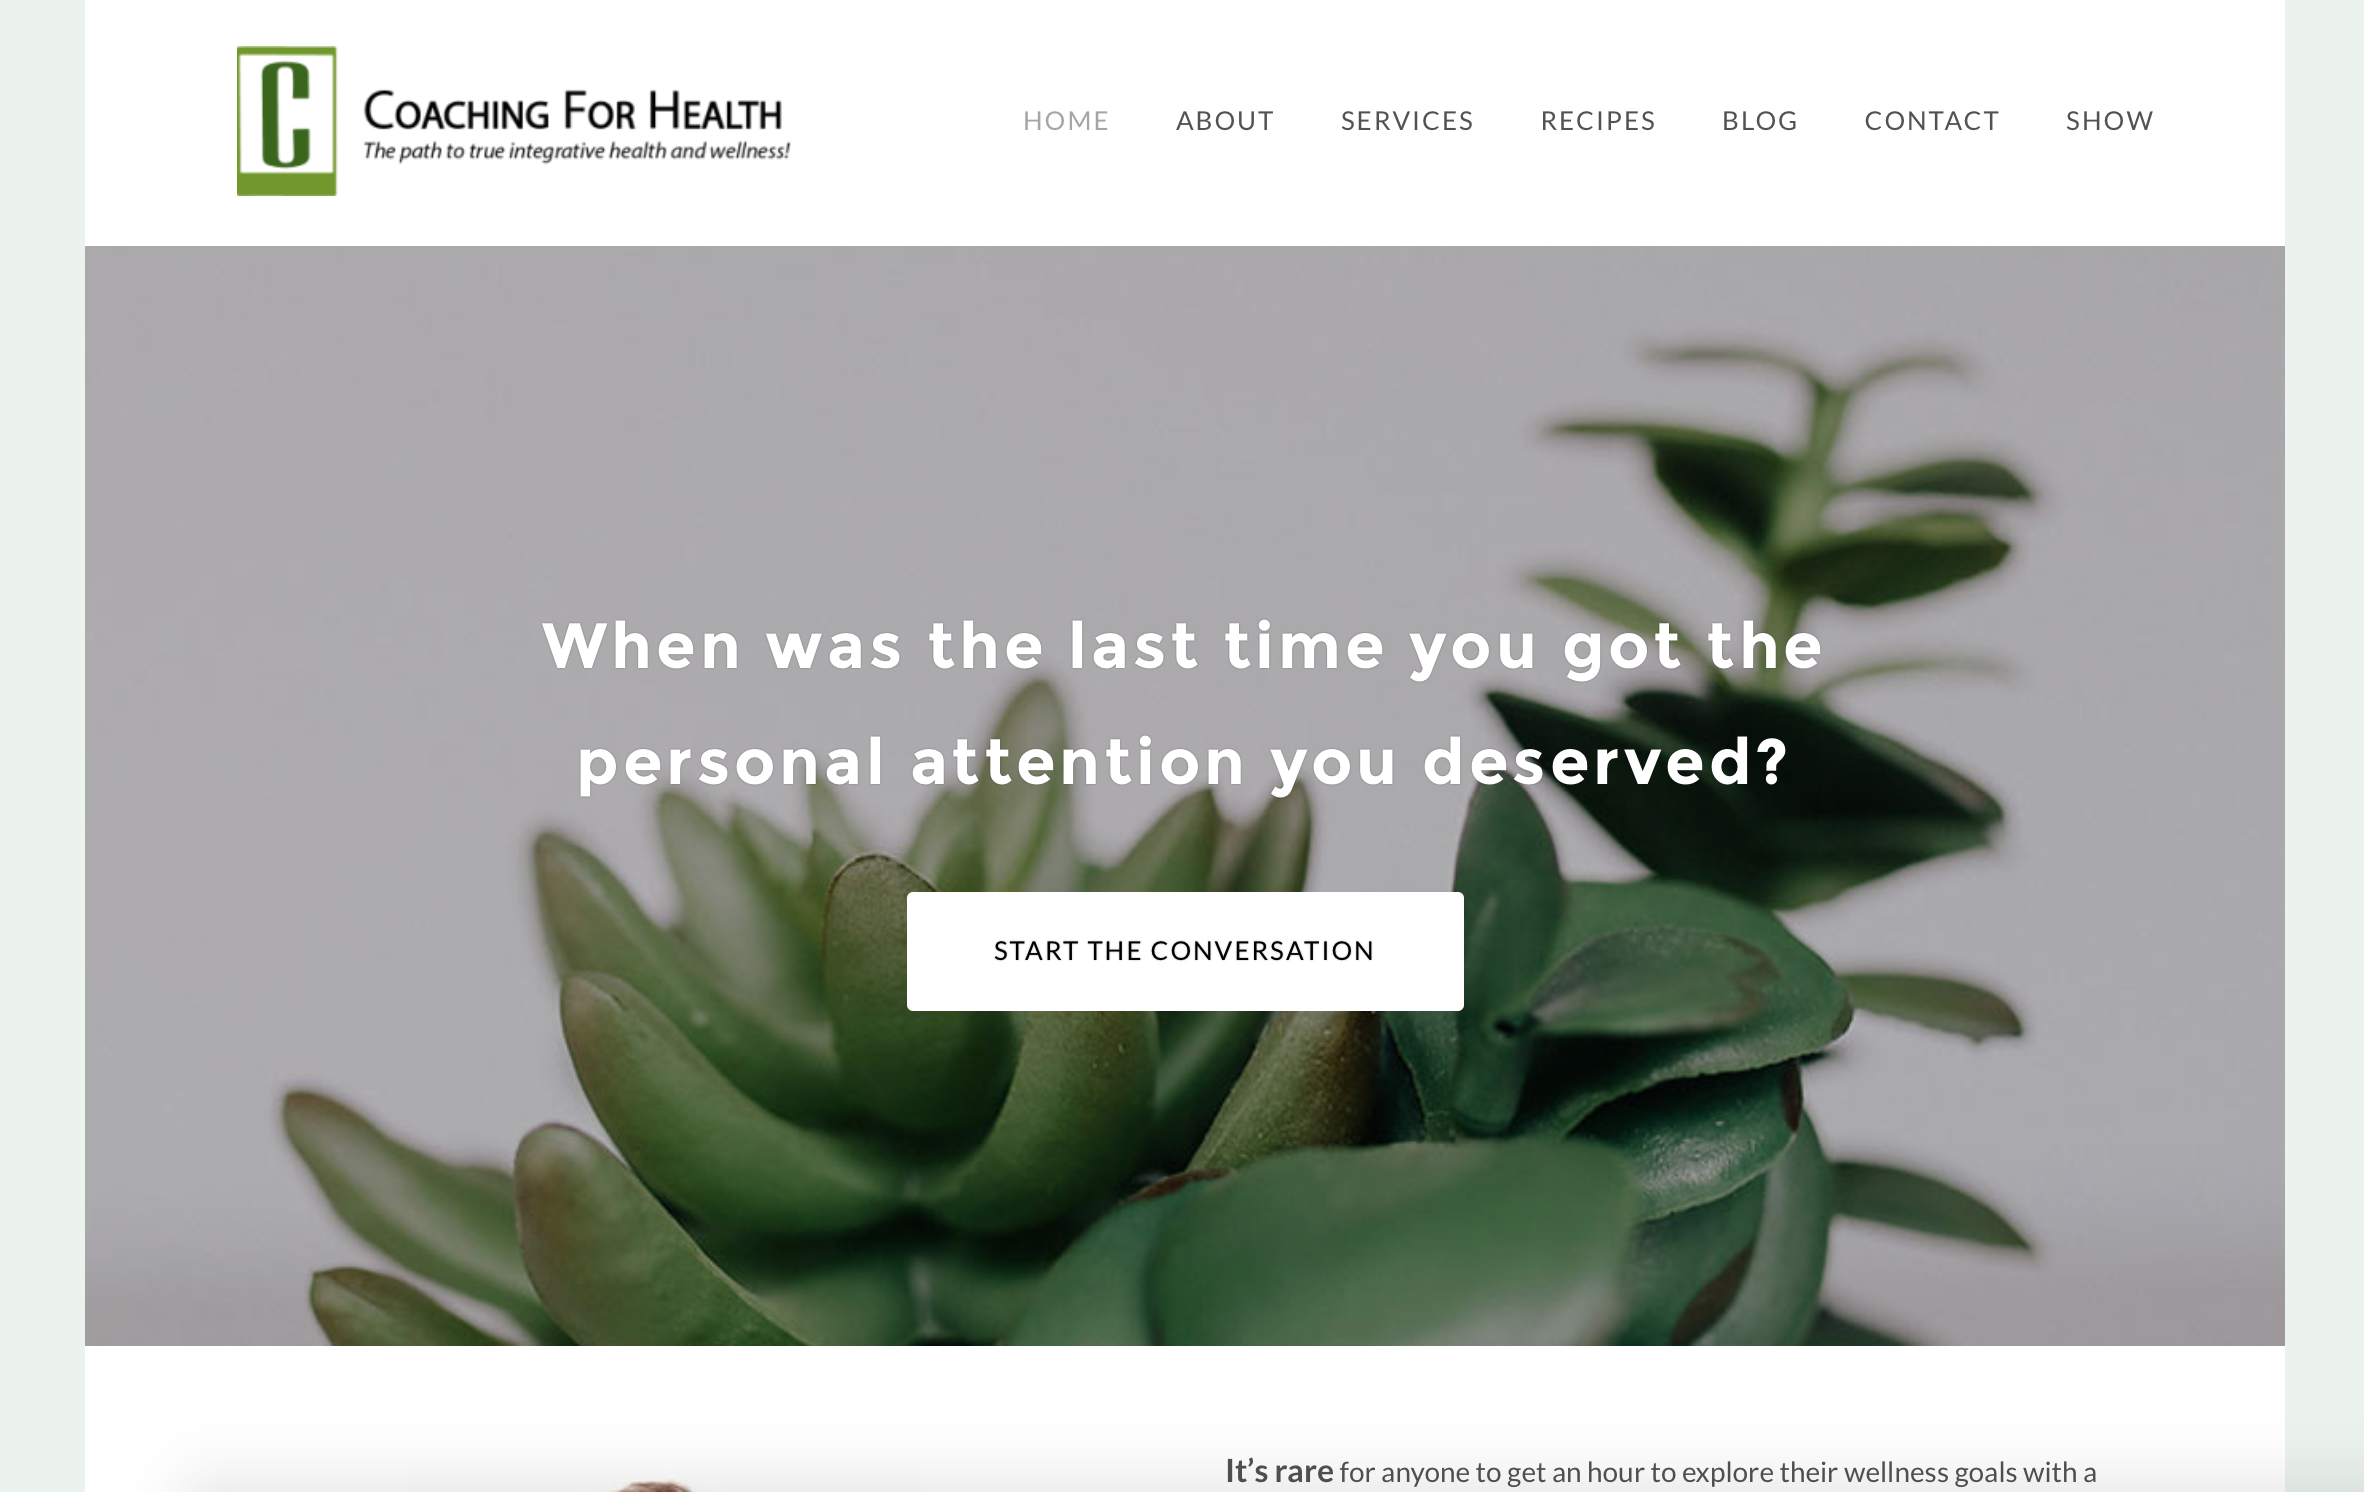 C
COACHING FOR HEALTH
The path to true integrative health and wellness!
HOME ABOUT SERVICES RECIPES BLOG CONTACT SHOW
When was the last time you got the
personal attention you deserved?
START THE CONVERSATION
It's rare for anyone to get an hour to explore their wellness goals with a